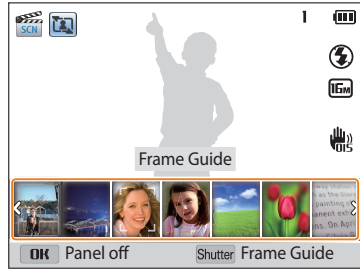 SCN
1
16M
OIS
Frame Guide
OK Panel off
Shutter Frame Guide